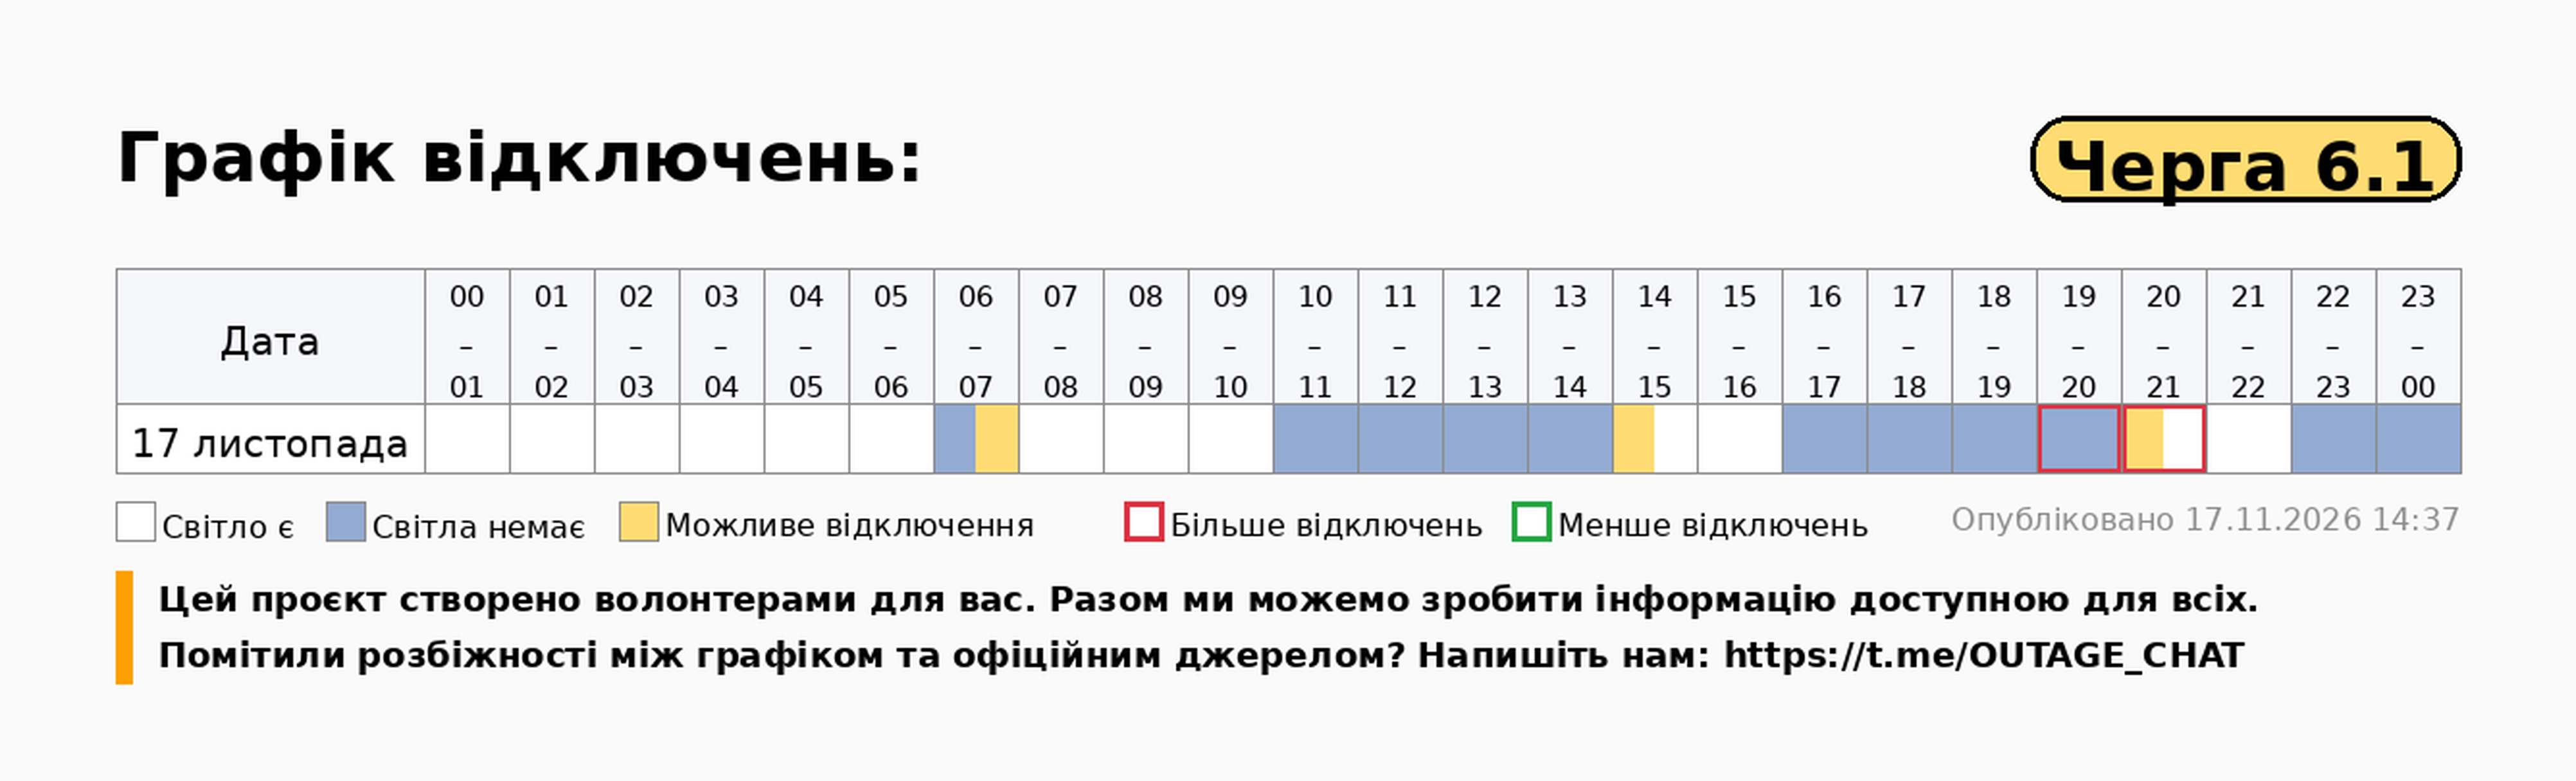 Графік відключень:
Черга 6.1
Дата 00 – 01 01 – 02 02 – 03 03 – 04 04 – 05 05 – 06 06 – 07 07 – 08 08 – 09 09 – 10 10 – 11 11 – 12 12 – 13 13 – 14 14 – 15 15 – 16 16 – 17 17 – 18 18 – 19 19 – 20 20 – 21 21 – 22 22 – 23 23 – 00
17 листопада
Світло є Світла немає Можливе відключення Більше відключень Менше відключень Опубліковано 17.11.2026 14:37
Цей проєкт створено волонтерами для вас. Разом ми можемо зробити інформацію доступною для всіх.
Помітили розбіжності між графіком та офіційним джерелом? Напишіть нам: https://t.me/OUTAGE_CHAT